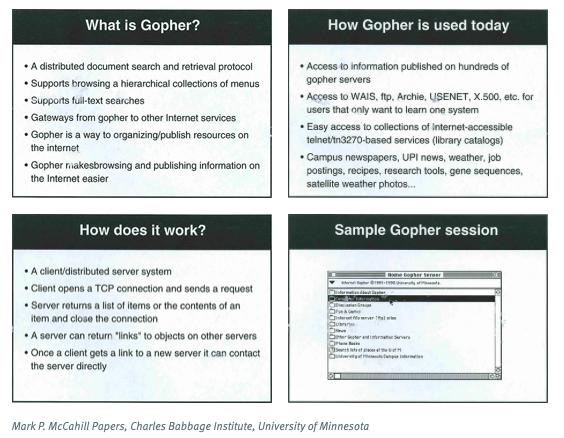 What is Gopher?
• A distributed document search and retrieval protocol
• Supports browsing a hierarchical collections of menus
• Supports full-text searches
• Gateways from gopher to other Internet services
• Gopher is a way to organizing/publish resources on
the internet
• Gopher makesbrowsing and publishing information on
the Internet easier
How Gopher is used today
• Access to information published on hundreds of
gopher servers
• Access to WAIS, ftp, Archie, USENET, X.500, etc. for
users that only want to learn one system
• Easy access to collections of Internet-accessible
telnet/tn3270-based services (library catalogs)
• Campus newspapers, UPI news, weather, job
postings, recipes, research tools, gene sequences,
satellite weather photos...
How does it work?
• A client/distributed server system
• Client opens a TCP connection and sends a request
• Server returns a list of items or the contents of an
item and close the connection
• A server can return "links" to objects on other servers
• Once a client gets a link to a new server it can contact
the server directly
Sample Gopher session
Home Gopher Server
Internet Gopher ©1991-1993 University of Minnesota.
Information About Gopher
Computer Information
Discussion Groups
Fun & Games
Internet file server (ftp) sites
Libraries
News
Other Gopher and Information Servers
Phone Books
Search lots of places at the U of M
University of Minnesota Campus Information
Mark P. McCahill Papers, Charles Babbage Institute, University of Minnesota